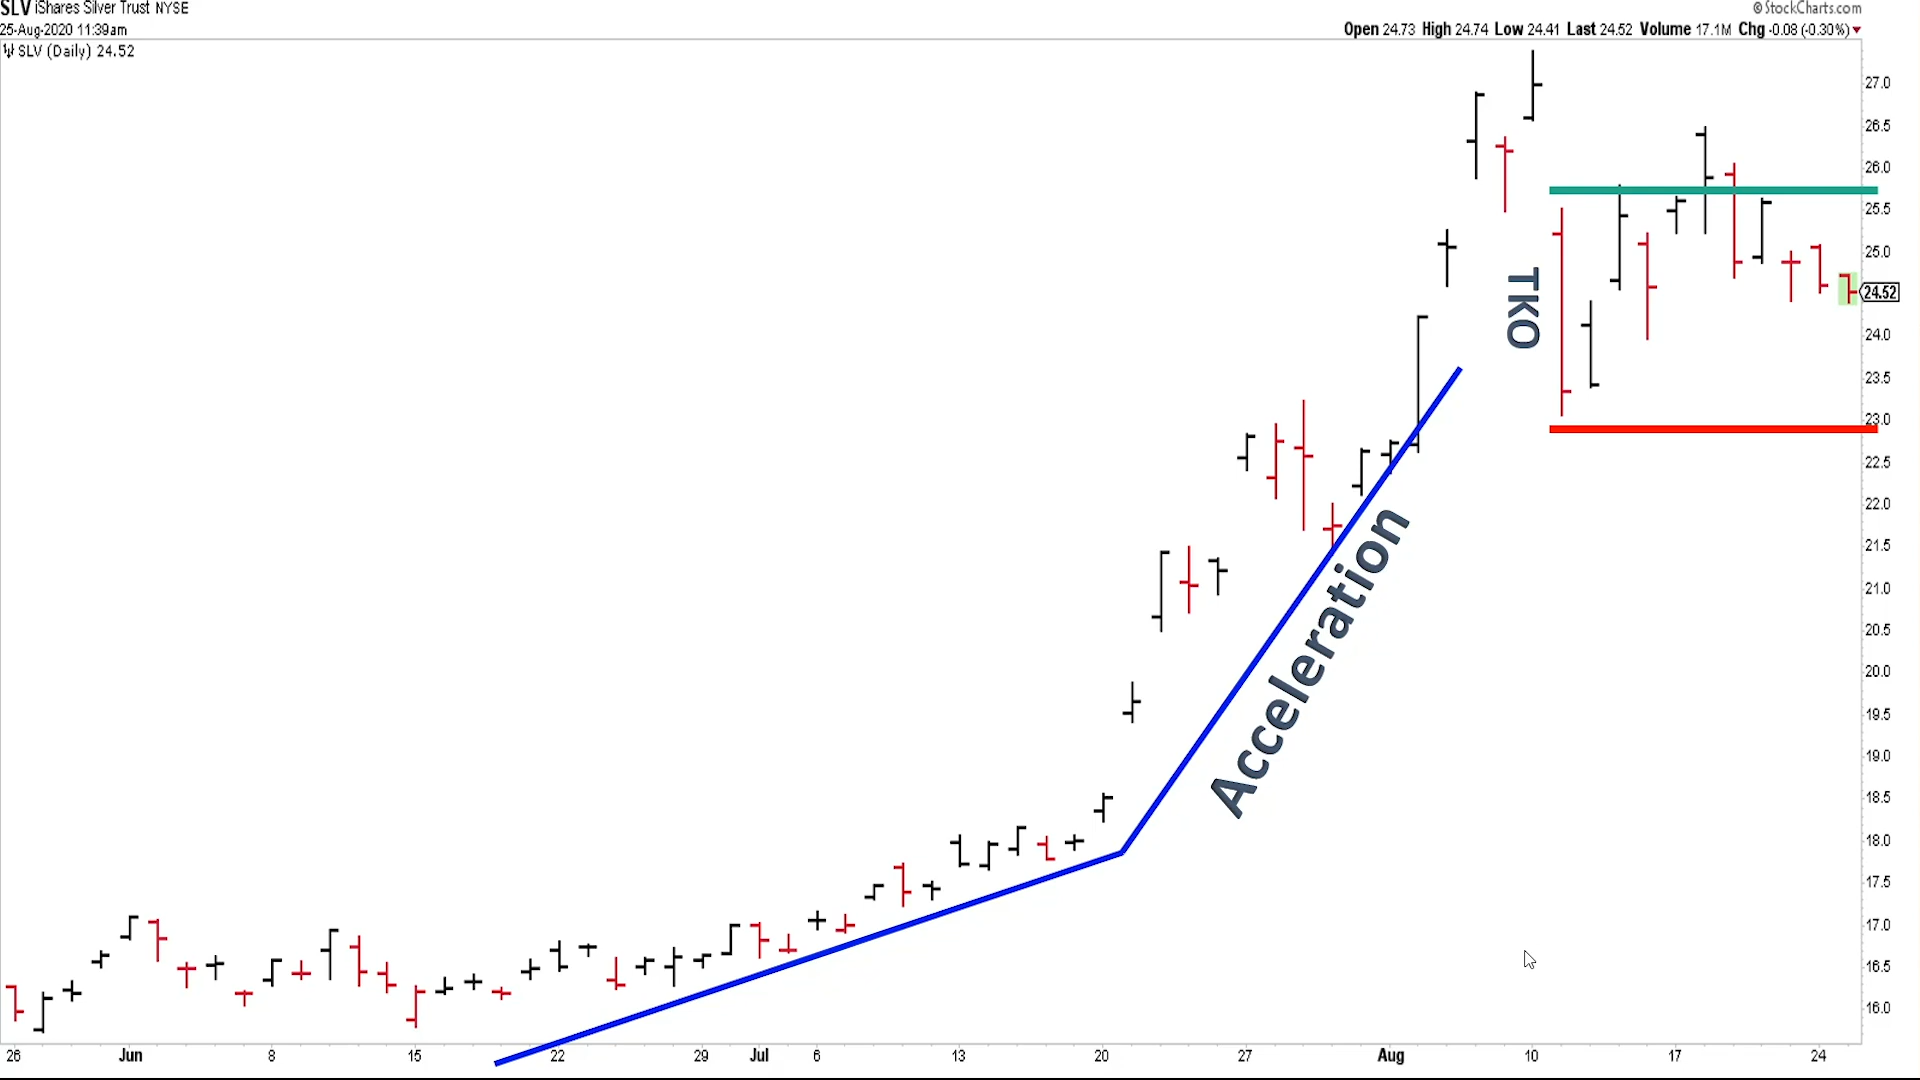 SLV iShares Silver Trust NYSE
© StockCharts.com
25-Aug-2020 11:39am
Open 24.73 High 24.74 Low 24.41 Last 24.52 Volume 17.1M Chg -0.08 (-0.30%)
SLV (Daily) 24.52
27.0
26.5
26.0
25.5
25.0
24.52
24.0
23.5
23.0
22.5
22.0
21.5
21.0
20.5
20.0
19.5
19.0
18.5
18.0
17.5
17.0
16.5
16.0
TKO
Acceleration
26 Jun 8 15 22 29 Jul 6 13 20 27 Aug 10 17 24